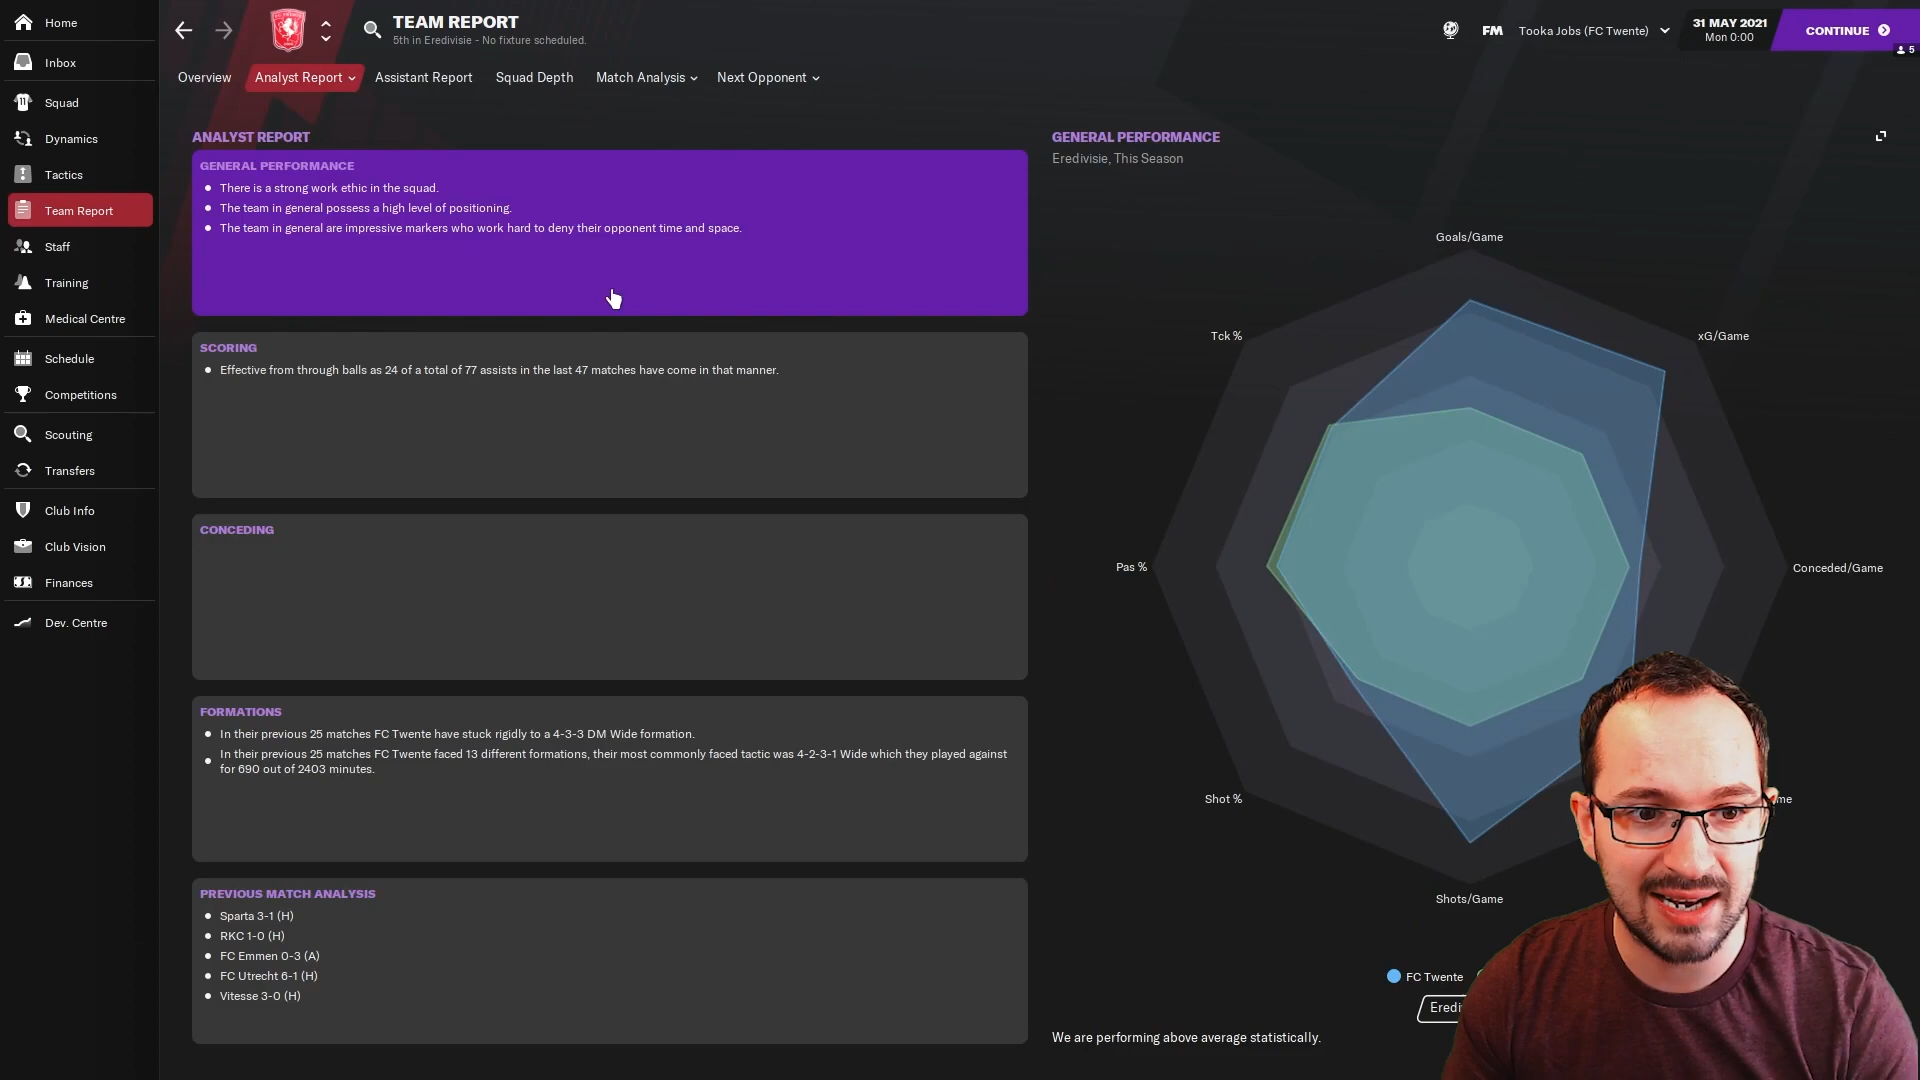 Home
Inbox
Squad
Dynamics
Tactics
Team Report
Staff
Training
Medical Centre
Schedule
Competitions
Scouting
Transfers
Club Info
Club Vision
Finances
Dev. Centre
TEAM REPORT
5th in Eredivisie - No fixture scheduled.
FM
Tooka Jobs (FC Twente)
31 MAY 2021
Mon 0:00
CONTINUE
5
Overview
Analyst Report
Assistant Report
Squad Depth
Match Analysis
Next Opponent
ANALYST REPORT
GENERAL PERFORMANCE
There is a strong work ethic in the squad.
The team in general possess a high level of positioning.
The team in general are impressive markers who work hard to deny their opponent time and space.
SCORING
Effective from through balls as 24 of a total of 77 assists in the last 47 matches have come in that manner.
CONCEDING
FORMATIONS
In their previous 25 matches FC Twente have stuck rigidly to a 4-3-3 DM Wide formation.
In their previous 25 matches FC Twente faced 13 different formations, their most commonly faced tactic was 4-2-3-1 Wide which they played against
for 690 out of 2403 minutes.
PREVIOUS MATCH ANALYSIS
Sparta 3-1 (H)
RKC 1-0 (H)
FC Emmen 0-3 (A)
FC Utrecht 6-1 (H)
Vitesse 3-0 (H)
GENERAL PERFORMANCE
Eredivisie, This Season
Goals/Game
Tck %
xG/Game
Pas %
Conceded/Game
Shot %
Shots/Game
FC Twente
We are performing above average statistically.